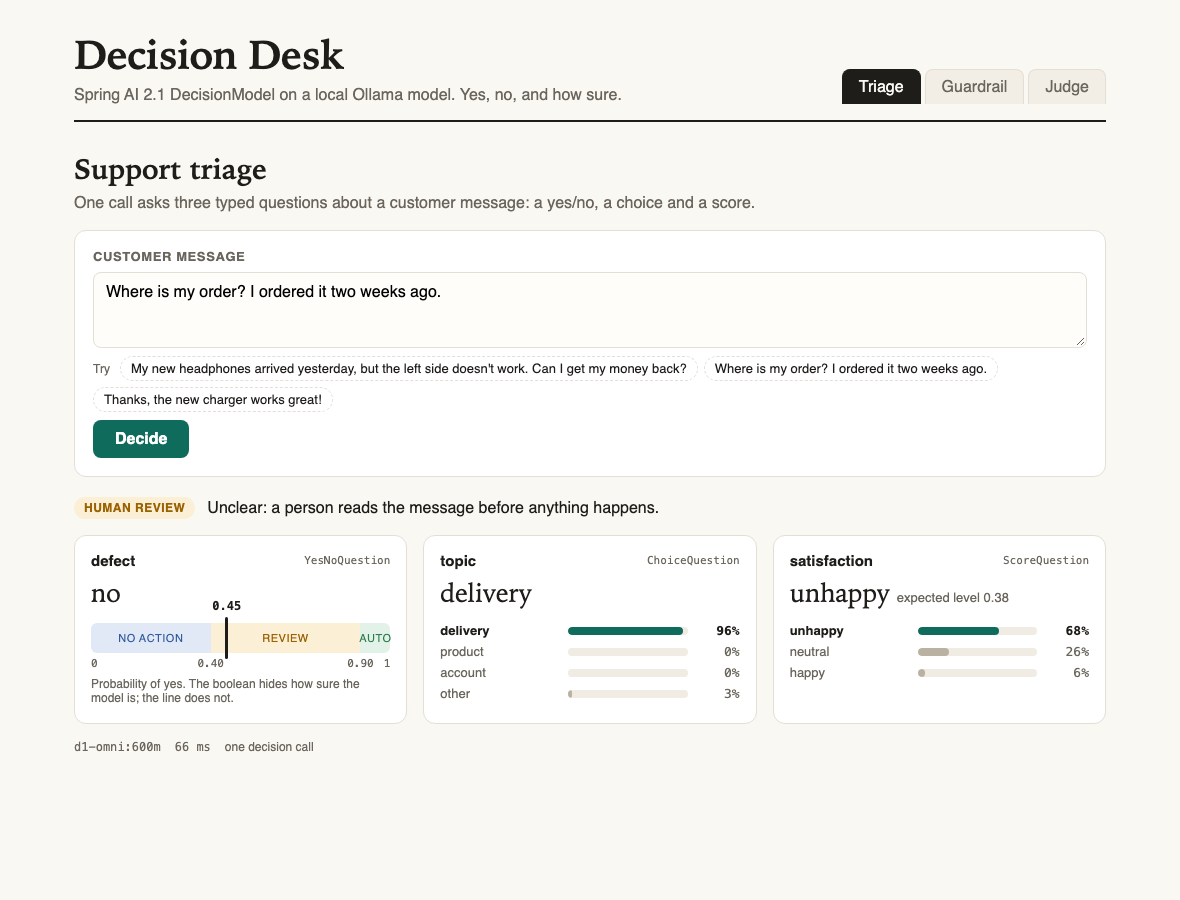 Decision Desk
Spring AI 2.1 DecisionModel on a local Ollama model. Yes, no, and how sure.
Triage
Guardrail
Judge
Support triage
One call asks three typed questions about a customer message: a yes/no, a choice and a score.
CUSTOMER MESSAGE
Where is my order? I ordered it two weeks ago.
Try
My new headphones arrived yesterday, but the left side doesn't work. Can I get my money back?
Where is my order? I ordered it two weeks ago.
Thanks, the new charger works great!
Decide
HUMAN REVIEW
Unclear: a person reads the message before anything happens.
defect YesNoQuestion
no
0.45
NO ACTION REVIEW AUTO
0 0.40 0.90 1
Probability of yes. The boolean hides how sure the
model is; the line does not.
topic ChoiceQuestion
delivery
delivery 96%
product 0%
account 0%
other 3%
satisfaction ScoreQuestion
unhappy expected level 0.38
unhappy 68%
neutral 26%
happy 6%
d1-omni:600m 66 ms one decision call